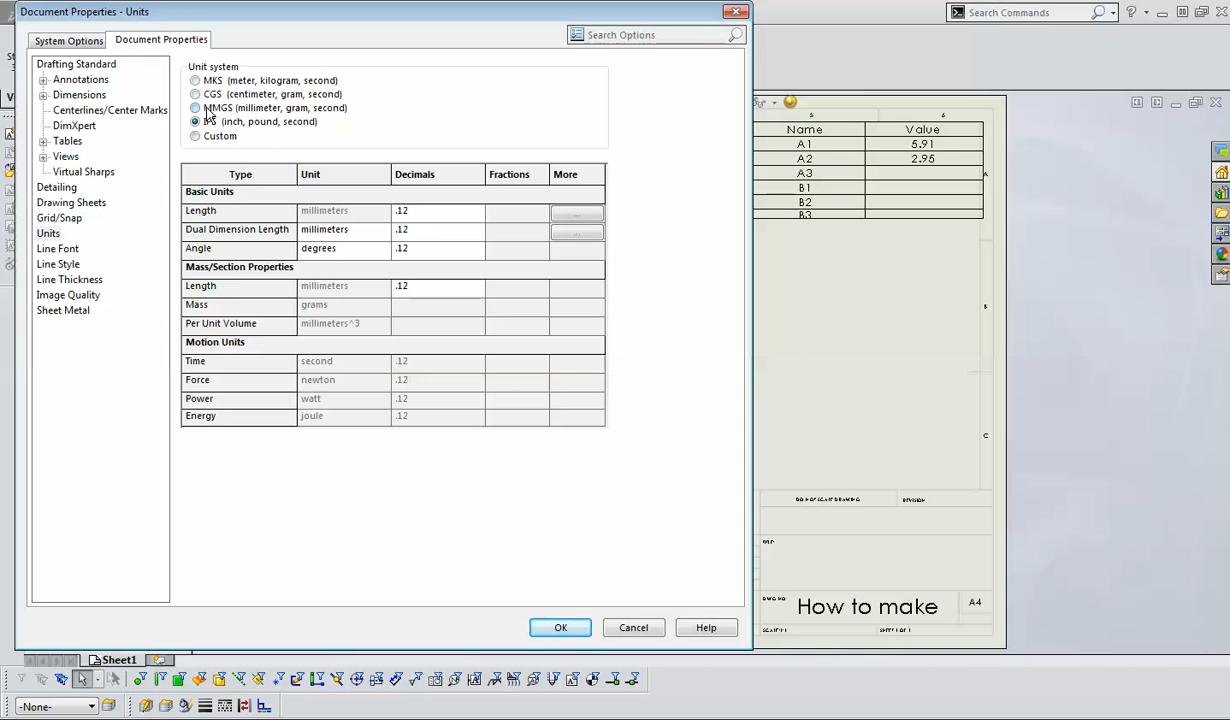 Document Properties - Units
Search Commands
System Options
Document Properties
Search Options
Drafting Standard
Annotations
Dimensions
Centerlines/Center Marks
DimXpert
Tables
Views
Virtual Sharps
Detailing
Drawing Sheets
Grid/Snap
Units
Line Font
Line Style
Line Thickness
Image Quality
Sheet Metal
Unit system
MKS (meter, kilogram, second)
CGS (centimeter, gram, second)
MMGS (millimeter, gram, second)
(inch, pound, second)
Custom
Type Unit Decimals Fractions More
Basic Units
Length millimeters .12 ...
Dual Dimension Length millimeters .12 ...
Angle degrees .12
Mass/Section Properties
Length millimeters .12
Mass grams
Per Unit Volume millimeters^3
Motion Units
Time second .12
Force newton .12
Power watt .12
Energy joule .12
OK Cancel Help
Name Value
A1 5.91
A2 2.95
A3
B1
B2
B3
A
B
C
DO NOT SCALE DRAWING
REVISION
How to make
A4
Sheet1
-None-